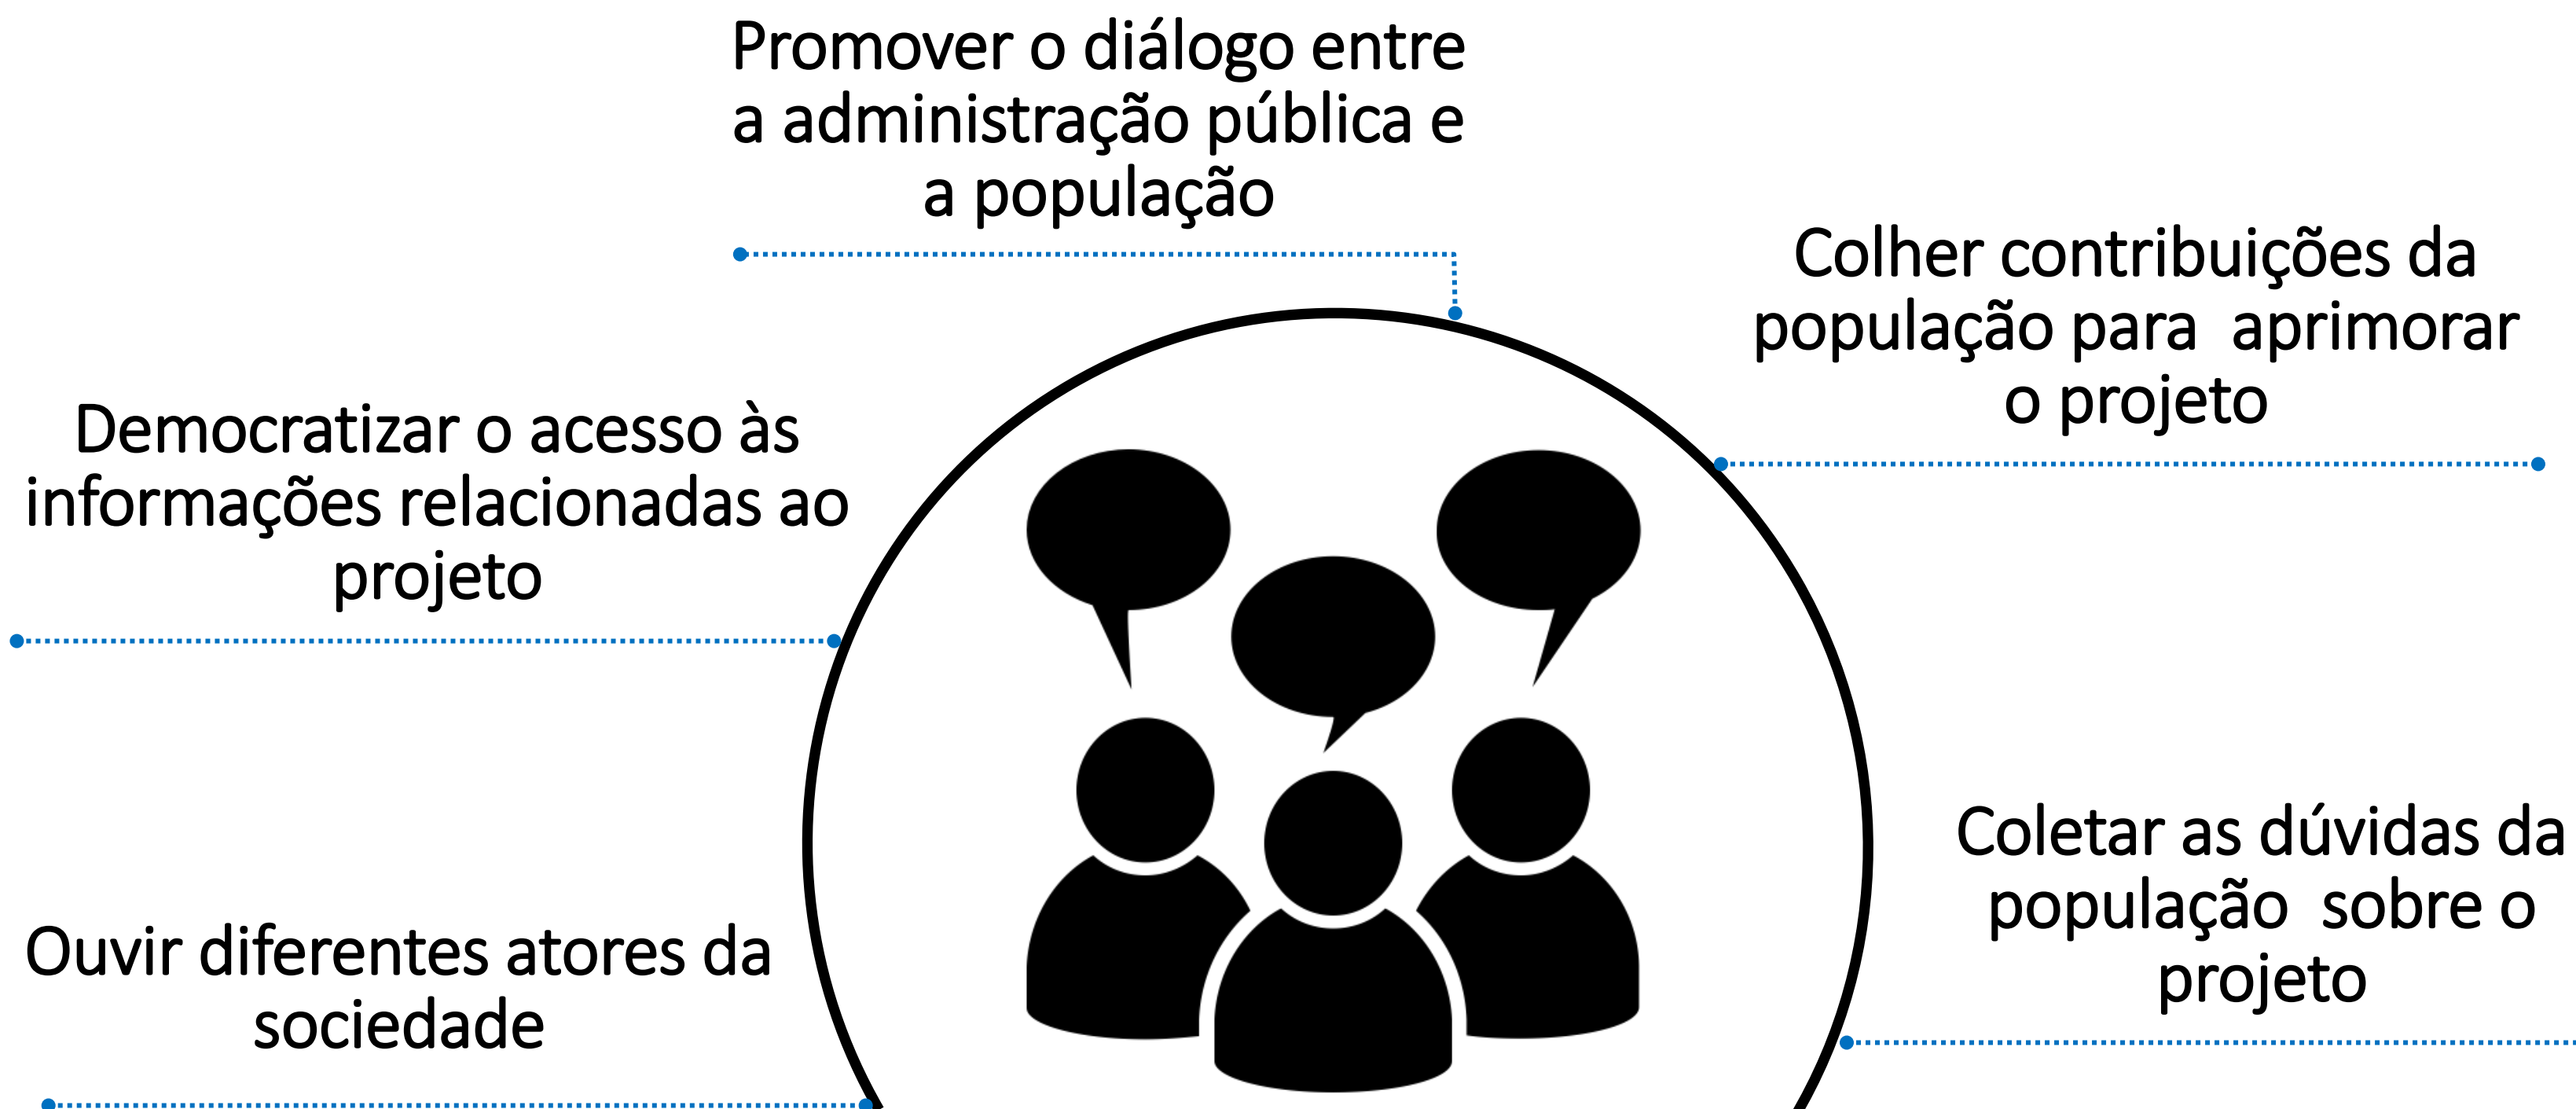 Promover o diálogo entre
a administração pública e
a população
Colher contribuições da
população para aprimorar
o projeto
Democratizar o acesso às
informações relacionadas ao
projeto
Coletar as dúvidas da
população sobre o
projeto
Ouvir diferentes atores da
sociedade